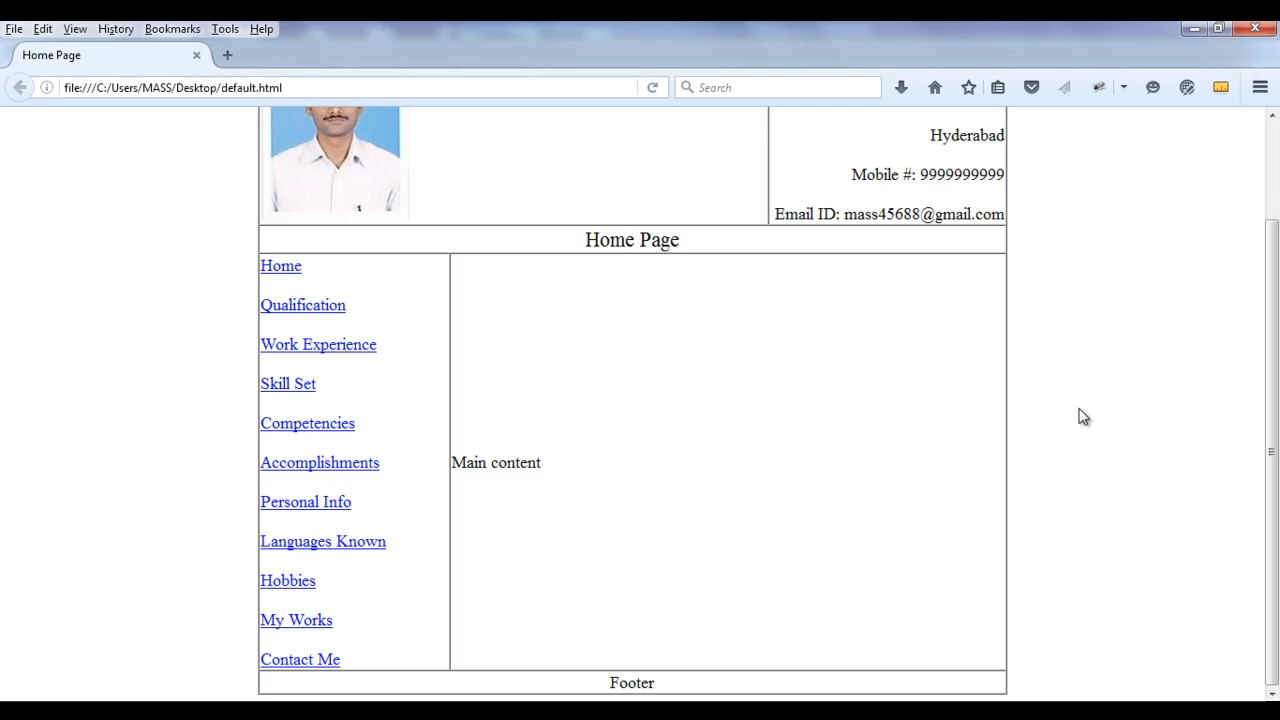 File Edit View History Bookmarks Tools Help
Home Page
file:///C:/Users/MASS/Desktop/default.html
Search
Hyderabad
Mobile #: 9999999999
Email ID: mass45688@gmail.com
Home Page
Home
Qualification
Work Experience
Skill Set
Competencies
Accomplishments
Main content
Personal Info
Languages Known
Hobbies
My Works
Contact Me
Footer